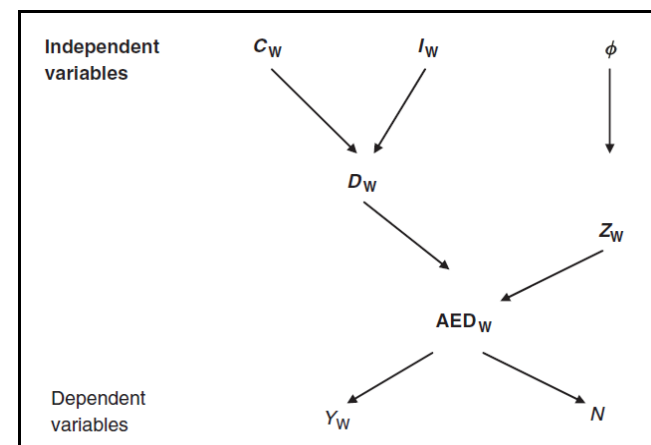 Independent variables
C_W
I_W
ϕ
D_W
Z_W
AED_W
Dependent variables
Y_W
N